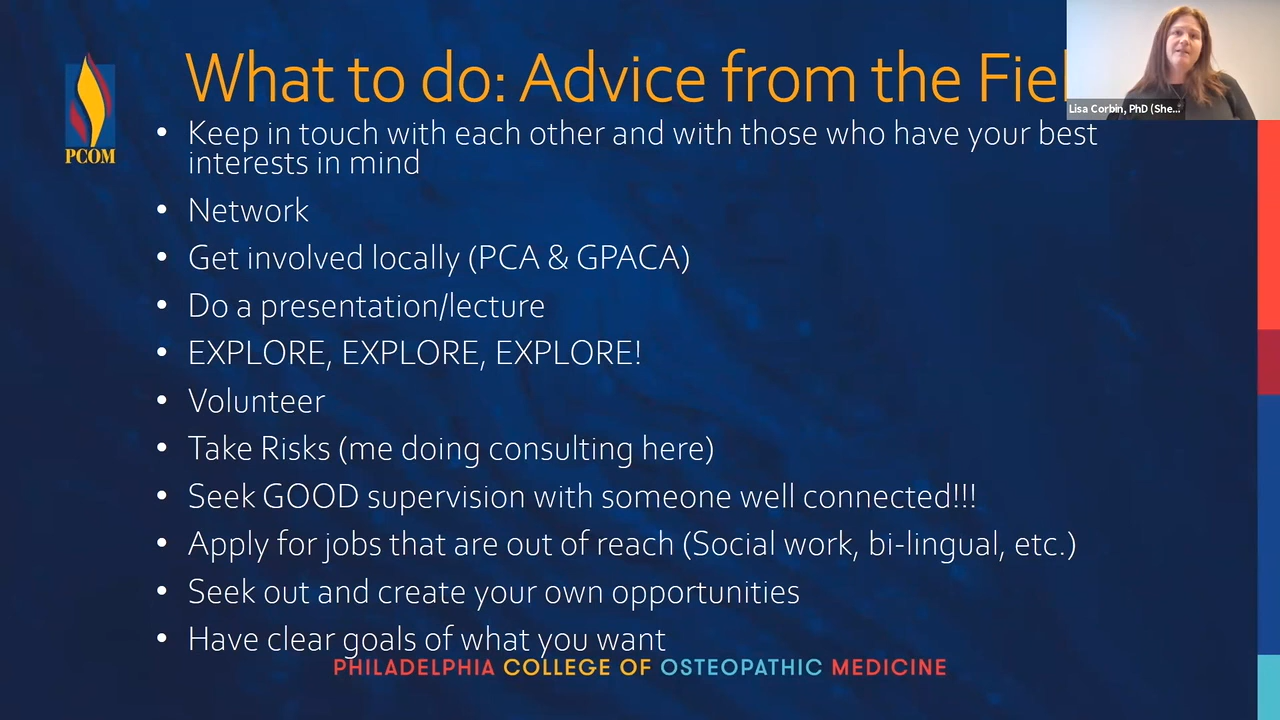 What to do: Advice from the Fiel
Lisa Corbin, PhD (She...
PCOM
• Keep in touch with each other and with those who have your best
interests in mind
• Network
• Get involved locally (PCA & GPACA)
• Do a presentation/lecture
• EXPLORE, EXPLORE, EXPLORE!
• Volunteer
• Take Risks (me doing consulting here)
• Seek GOOD supervision with someone well connected!!!
• Apply for jobs that are out of reach (Social work, bi-lingual, etc.)
• Seek out and create your own opportunities
• Have clear goals of what you want
PHILADELPHIA COLLEGE OF OSTEOPATHIC MEDICINE